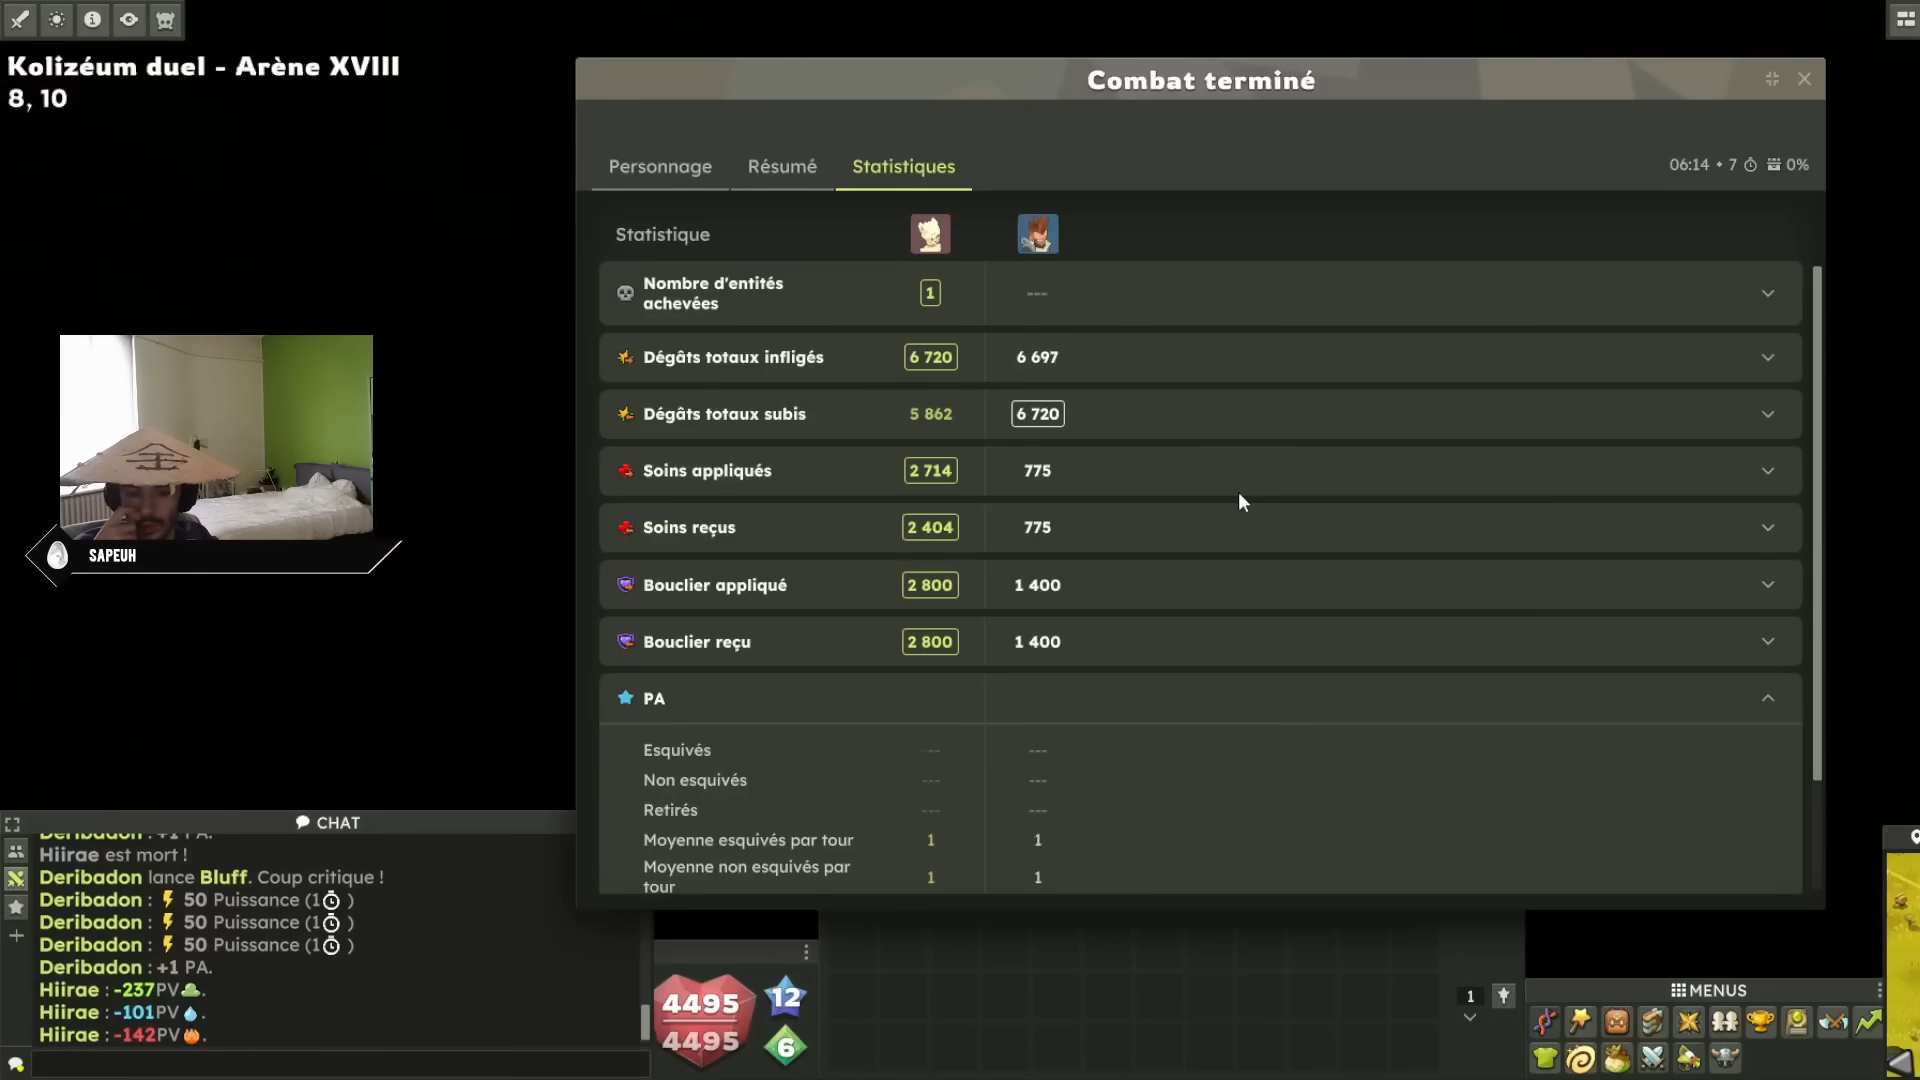 Kolizéum duel - Arène XVIII
8, 10
Combat terminé
Personnage
Résumé
Statistiques
06:14 • 7
0%
Statistique
Nombre d'entités
achevées
1
---
Dégâts totaux infligés
6 720
6 697
Dégâts totaux subis
5 862
6 720
Soins appliqués
2 714
775
Soins reçus
2 404
775
Bouclier appliqué
2 800
1 400
Bouclier reçu
2 800
1 400
PA
Esquivés
---
---
Non esquivés
---
---
Retirés
---
---
Moyenne esquivés par tour
1
1
Moyenne non esquivés par
tour
1
1
SAPEUH
CHAT
Deribadon : +1 PA.
Hiirae est mort !
Deribadon lance Bluff. Coup critique !
Deribadon : 50 Puissance (1 )
Deribadon : 50 Puissance (1 )
Deribadon : 50 Puissance (1 )
Deribadon : +1 PA.
Hiirae : -237PV .
Hiirae : -101PV .
Hiirae : -142PV .
4495
4495
12
6
1
MENUS